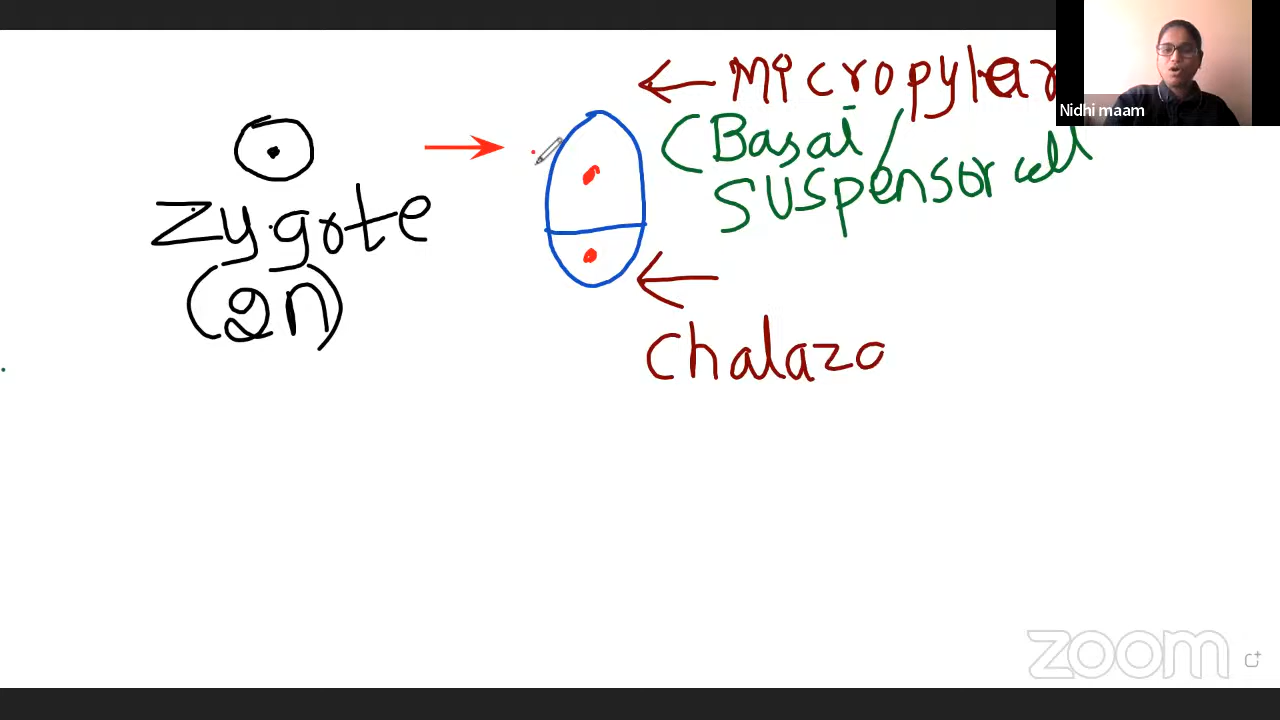 Micropylar
Nidhi maam
(Basal /
suspensor cell
Zygote
(2n)
Chalaza
zoom